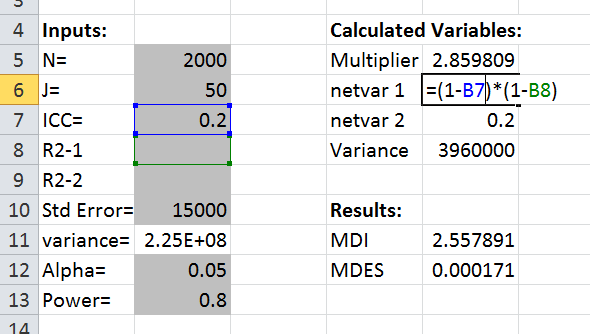 4 Inputs: Calculated Variables:
5 N= 2000 Multiplier 2.859809
6 J= 50 netvar 1 =(1-B7)*(1-B8)
7 ICC= 0.2 netvar 2 0.2
8 R2-1 Variance 3960000
9 R2-2
10 Std Error= 15000 Results:
11 variance= 2.25E+08 MDI 2.557891
12 Alpha= 0.05 MDES 0.000171
13 Power= 0.8
14